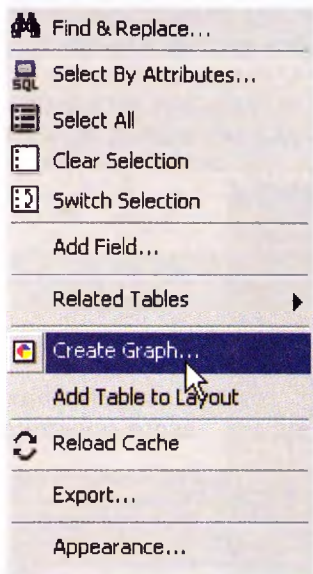 Find & Replace...
SQL Select By Attributes...
Select All
Clear Selection
Switch Selection
Add Field...
Related Tables
Create Graph...
Add Table to Layout
Reload Cache
Export...
Appearance...